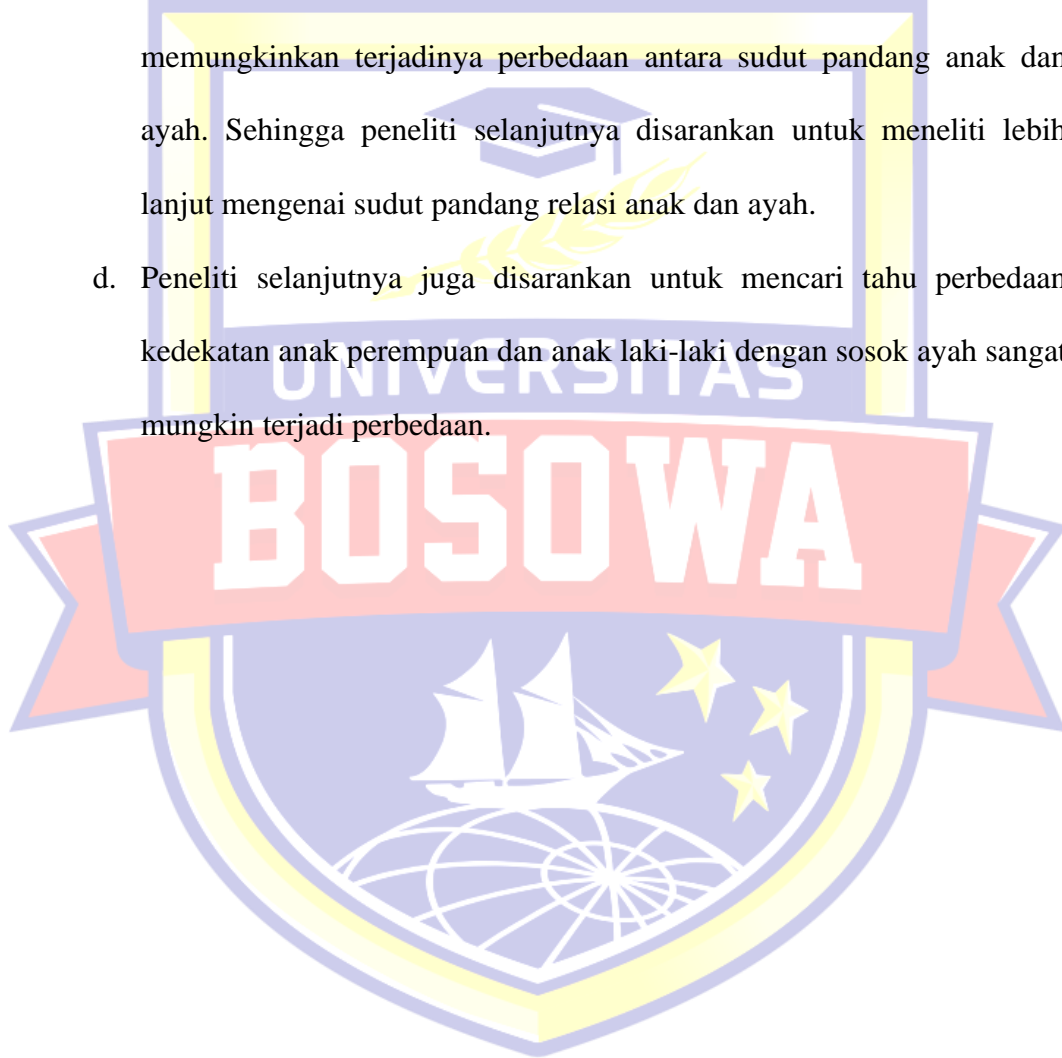 memungkinkan terjadinya perbedaan antara sudut pandang anak dan
ayah. Sehingga peneliti selanjutnya disarankan untuk meneliti lebih
lanjut mengenai sudut pandang relasi anak dan ayah.
d. Peneliti selanjutnya juga disarankan untuk mencari tahu perbedaan
kedekatan anak perempuan dan anak laki-laki dengan sosok ayah sangat
UNIVERSITAS
mungkin terjadi perbedaan.
BOSOWA